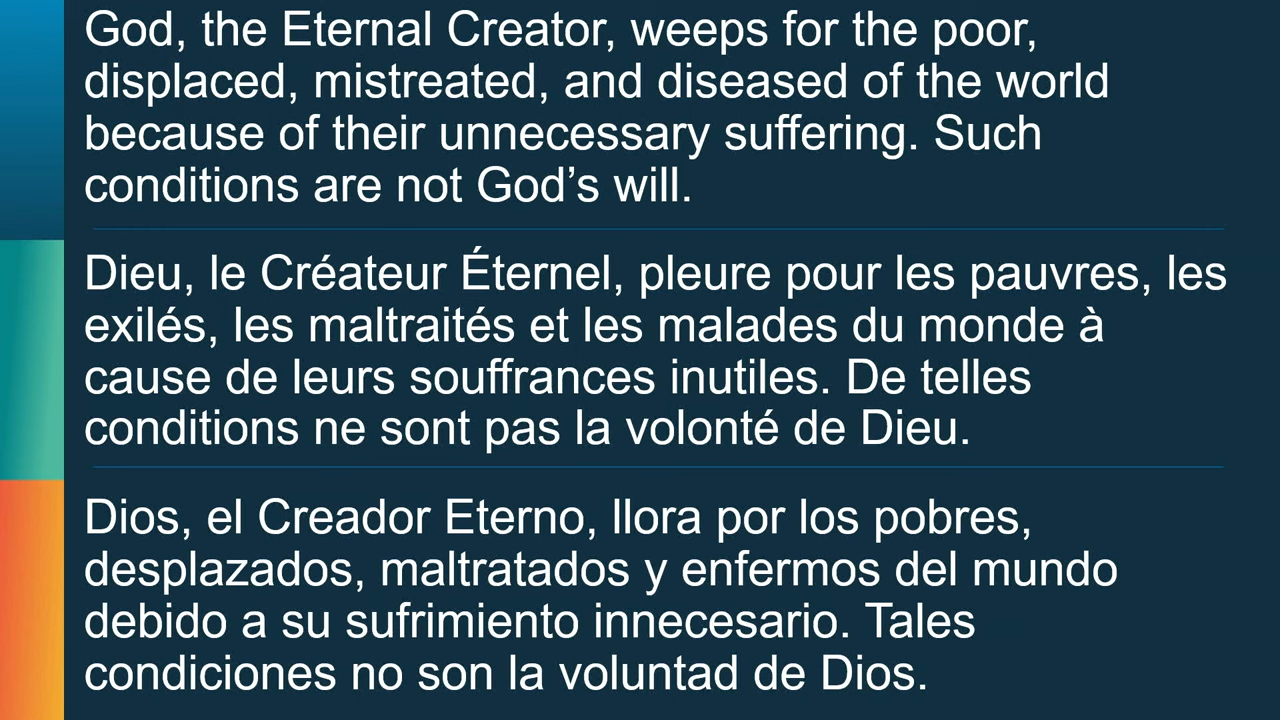 God, the Eternal Creator, weeps for the poor,
displaced, mistreated, and diseased of the world
because of their unnecessary suffering. Such
conditions are not God’s will.
Dieu, le Créateur Éternel, pleure pour les pauvres, les
exilés, les maltraités et les malades du monde à
cause de leurs souffrances inutiles. De telles
conditions ne sont pas la volonté de Dieu.
Dios, el Creador Eterno, llora por los pobres,
desplazados, maltratados y enfermos del mundo
debido a su sufrimiento innecesario. Tales
condiciones no son la voluntad de Dios.